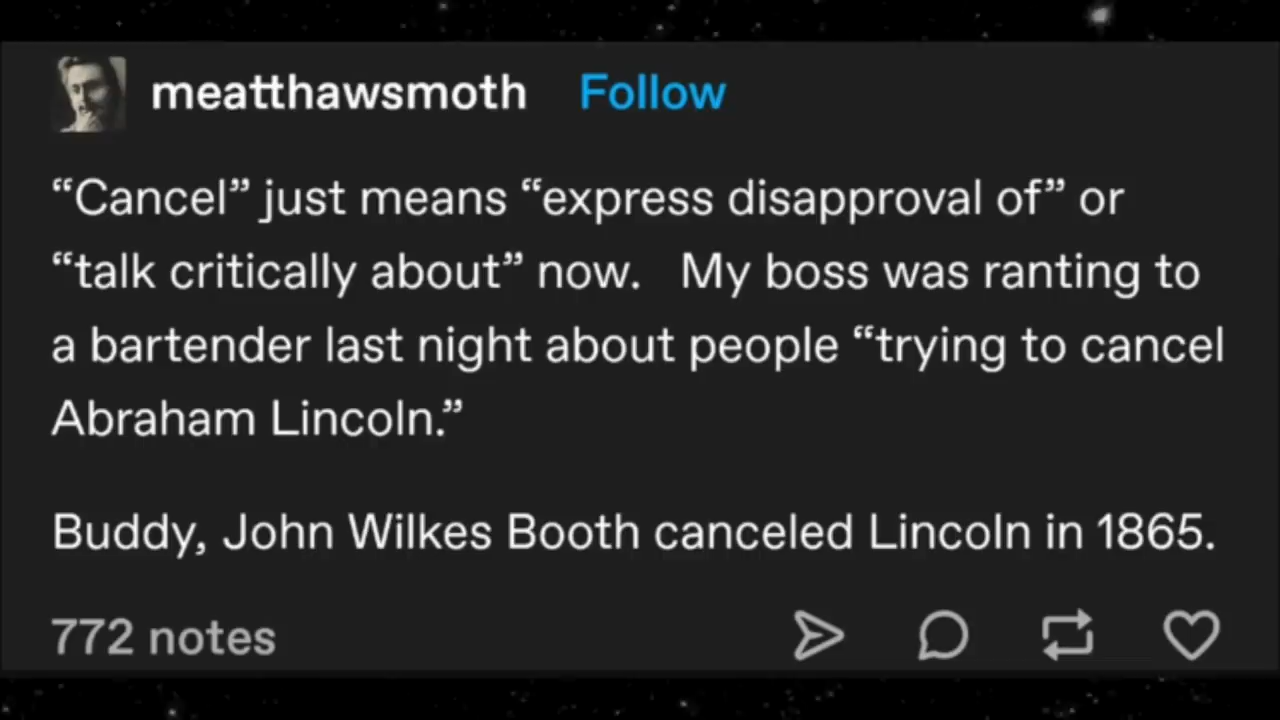 meatthawsmoth Follow
“Cancel” just means “express disapproval of” or
“talk critically about” now. My boss was ranting to
a bartender last night about people “trying to cancel
Abraham Lincoln.”
Buddy, John Wilkes Booth canceled Lincoln in 1865.
772 notes